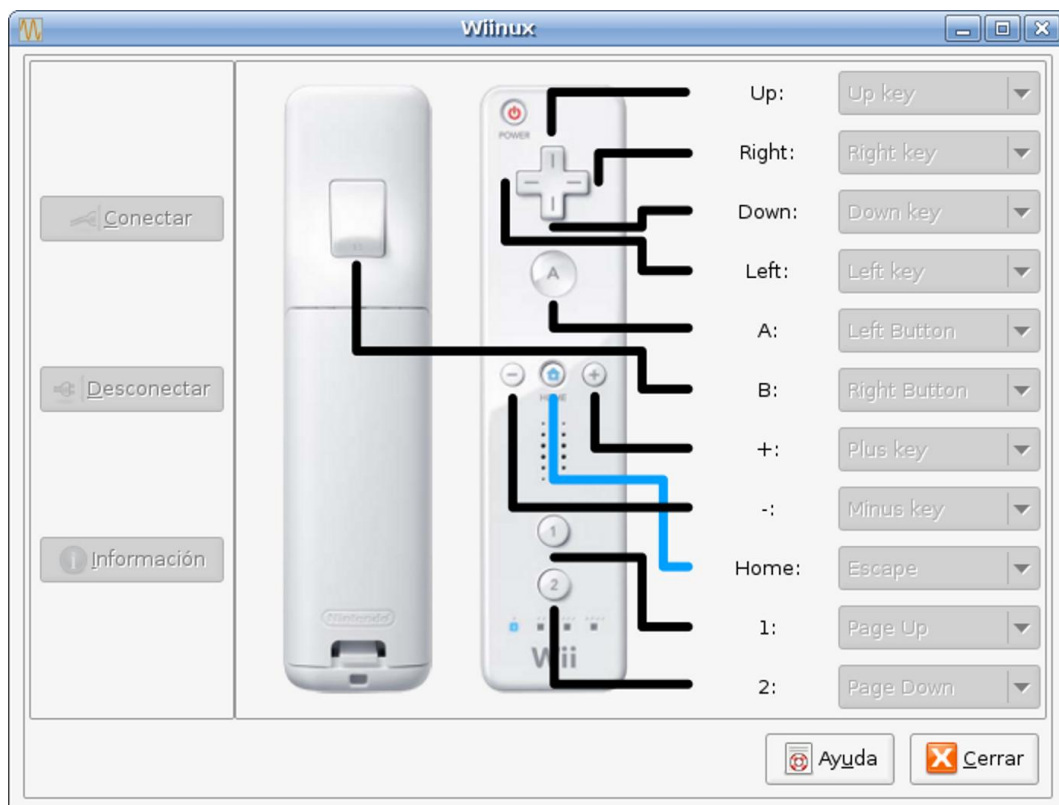 Wiinux
Conectar
Desconectar
Información
POWER
A
HOME
1
2
Nintendo
Wii
Up: Up key
Right: Right key
Down: Down key
Left: Left key
A: Left Button
B: Right Button
+: Plus key
-: Minus key
Home: Escape
1: Page Up
2: Page Down
Ayuda
Cerrar